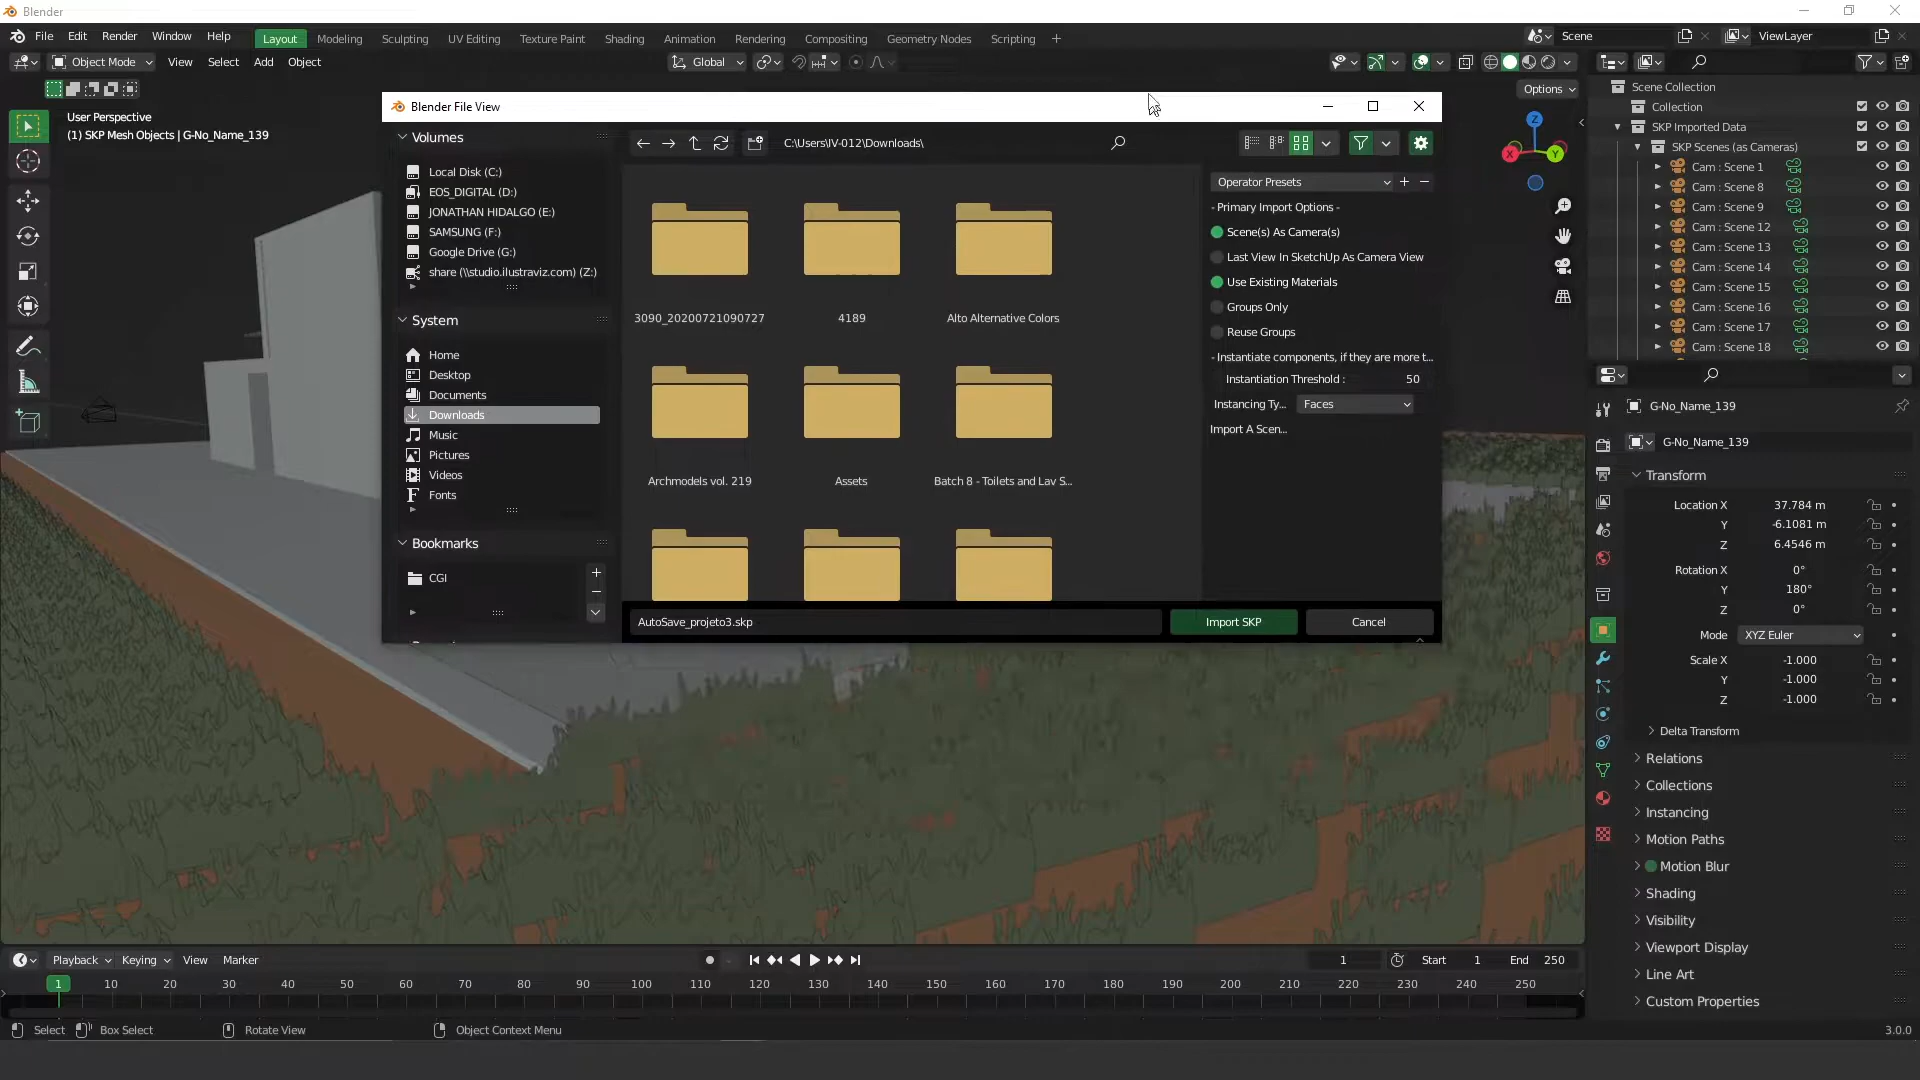 Blender
File Edit Render Window Help
Layout Modeling Sculpting UV Editing Texture Paint Shading Animation Rendering Compositing Geometry Nodes Scripting +
Scene
ViewLayer
Object Mode View Select Add Object
Global
Options
User Perspective
(1) SKP Mesh Objects | G-No_Name_139
Blender File View
Volumes
Local Disk (C:)
EOS_DIGITAL (D:)
JONATHAN HIDALGO (E:)
SAMSUNG (F:)
Google Drive (G:)
share (\\studio.ilustraviz.com) (Z:)
System
Home
Desktop
Documents
Downloads
Music
Pictures
Videos
Fonts
Bookmarks
CGI
C:\Users\IV-012\Downloads\
3090_20200721090727
4189
Alto Alternative Colors
Archmodels vol. 219
Assets
Batch 8 - Toilets and Lav S...
Operator Presets
- Primary Import Options -
Scene(s) As Camera(s)
Last View In SketchUp As Camera View
Use Existing Materials
Groups Only
Reuse Groups
- Instantiate components, if they are more t...
Instantiation Threshold : 50
Instancing Ty... Faces
Import A Scen...
AutoSave_projeto3.skp
Import SKP
Cancel
Z
X
Y
Scene Collection
Collection
SKP Imported Data
SKP Scenes (as Cameras)
Cam : Scene 1
Cam : Scene 8
Cam : Scene 9
Cam : Scene 12
Cam : Scene 13
Cam : Scene 14
Cam : Scene 15
Cam : Scene 16
Cam : Scene 17
Cam : Scene 18
G-No_Name_139
G-No_Name_139
Transform
Location X 37.784 m
Y -6.1081 m
Z 6.4546 m
Rotation X 0°
Y 180°
Z 0°
Mode XYZ Euler
Scale X -1.000
Y -1.000
Z -1.000
Delta Transform
Relations
Collections
Instancing
Motion Paths
Motion Blur
Shading
Visibility
Viewport Display
Line Art
Custom Properties
Playback Keying View Marker
1 Start 1 End 250
1 10 20 30 40 50 60 70 80 90 100 110 120 130 140 150 160 170 180 190 200 210 220 230 240 250
Select Box Select Rotate View Object Context Menu
3.0.0